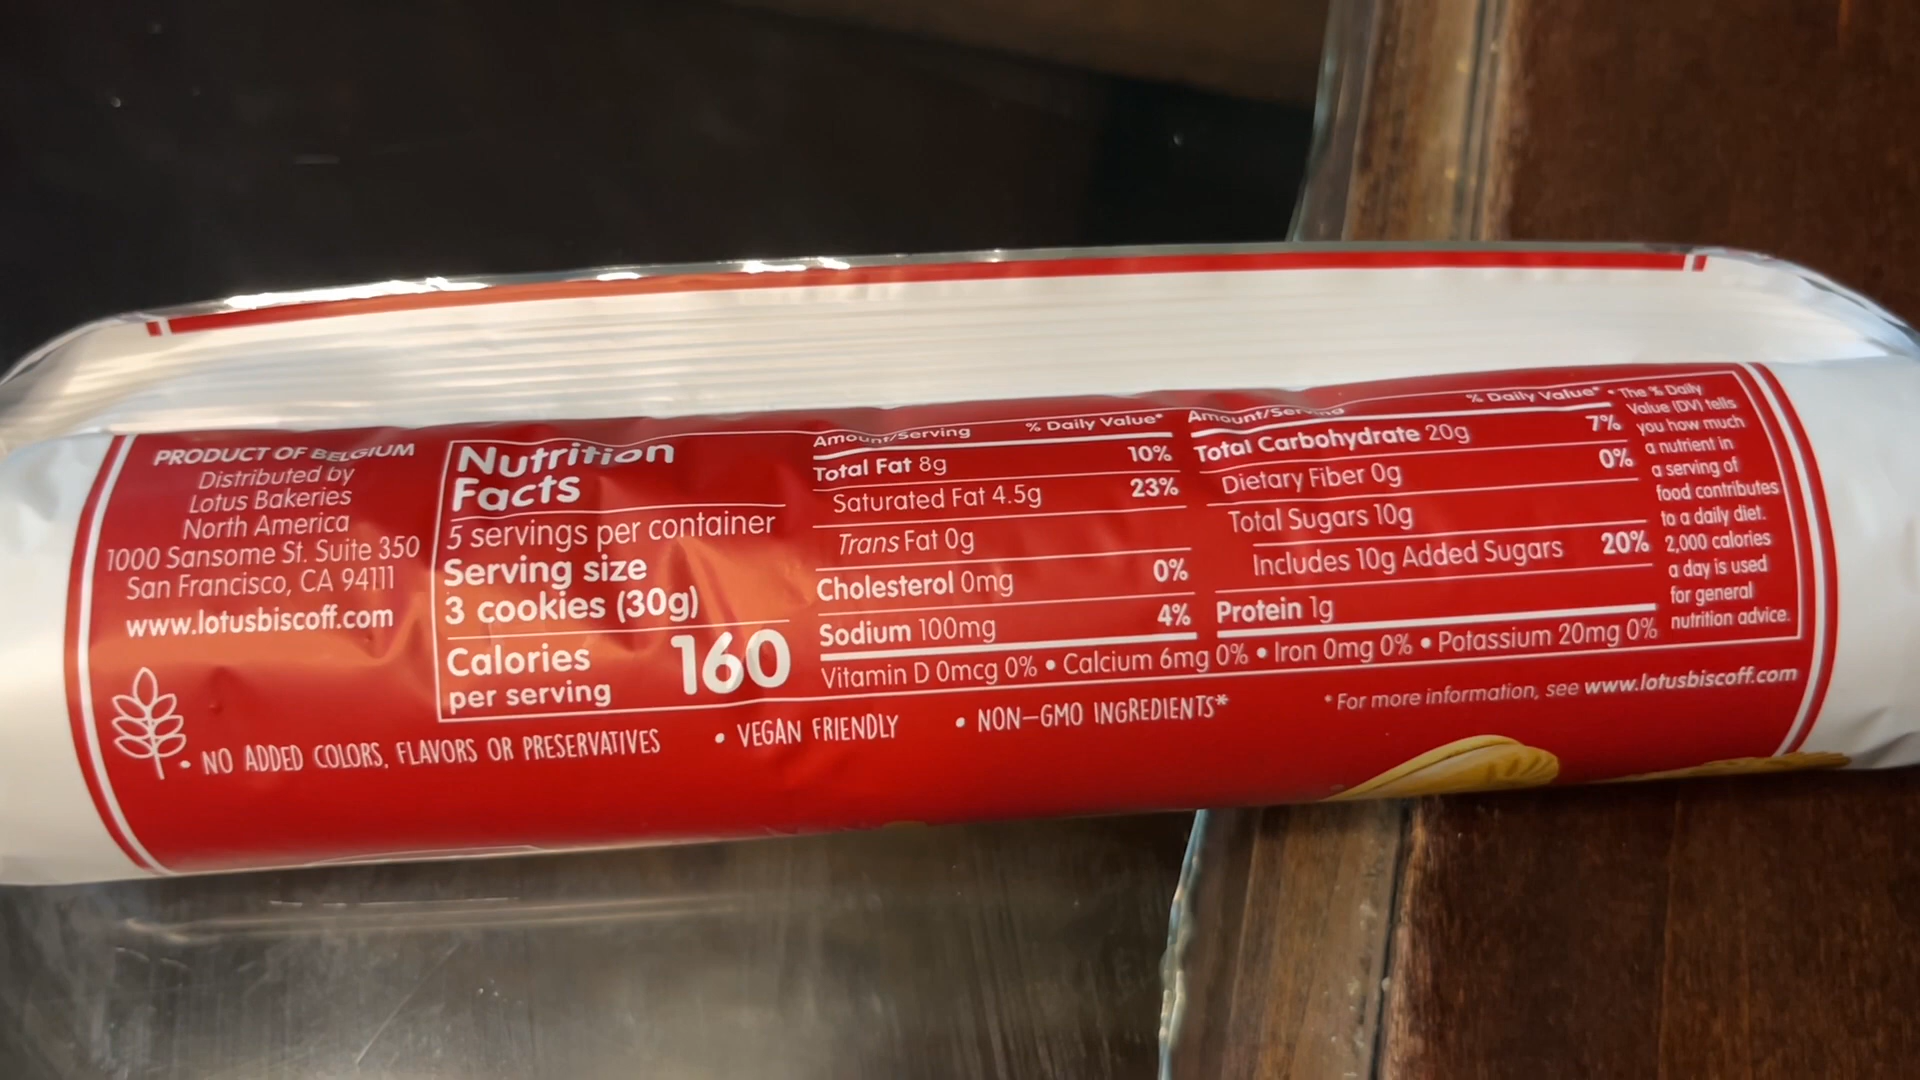 PRODUCT OF BELGIUM
Distributed by
Lotus Bakeries
North America
1000 Sansome St. Suite 350
San Francisco, CA 94111
www.lotusbiscoff.com
Nutrition
Facts
5 servings per container
Serving size
3 cookies (30g)
Calories
per serving
160
Amount/Serving % Daily Value*
Total Fat 8g 10%
Saturated Fat 4.5g 23%
Trans Fat 0g
Cholesterol 0mg 0%
Sodium 100mg 4%
Amount/Serving % Daily Value*
Total Carbohydrate 20g 7%
Dietary Fiber 0g 0%
Total Sugars 10g
Includes 10g Added Sugars 20%
Protein 1g
Vitamin D 0mcg 0% • Calcium 6mg 0% • Iron 0mg 0% • Potassium 20mg 0%
* The % Daily
Value (DV) tells
you how much
a nutrient in
a serving of
food contributes
to a daily diet.
2,000 calories
a day is used
for general
nutrition advice.
• NO ADDED COLORS, FLAVORS OR PRESERVATIVES • VEGAN FRIENDLY • NON-GMO INGREDIENTS*
* For more information, see www.lotusbiscoff.com